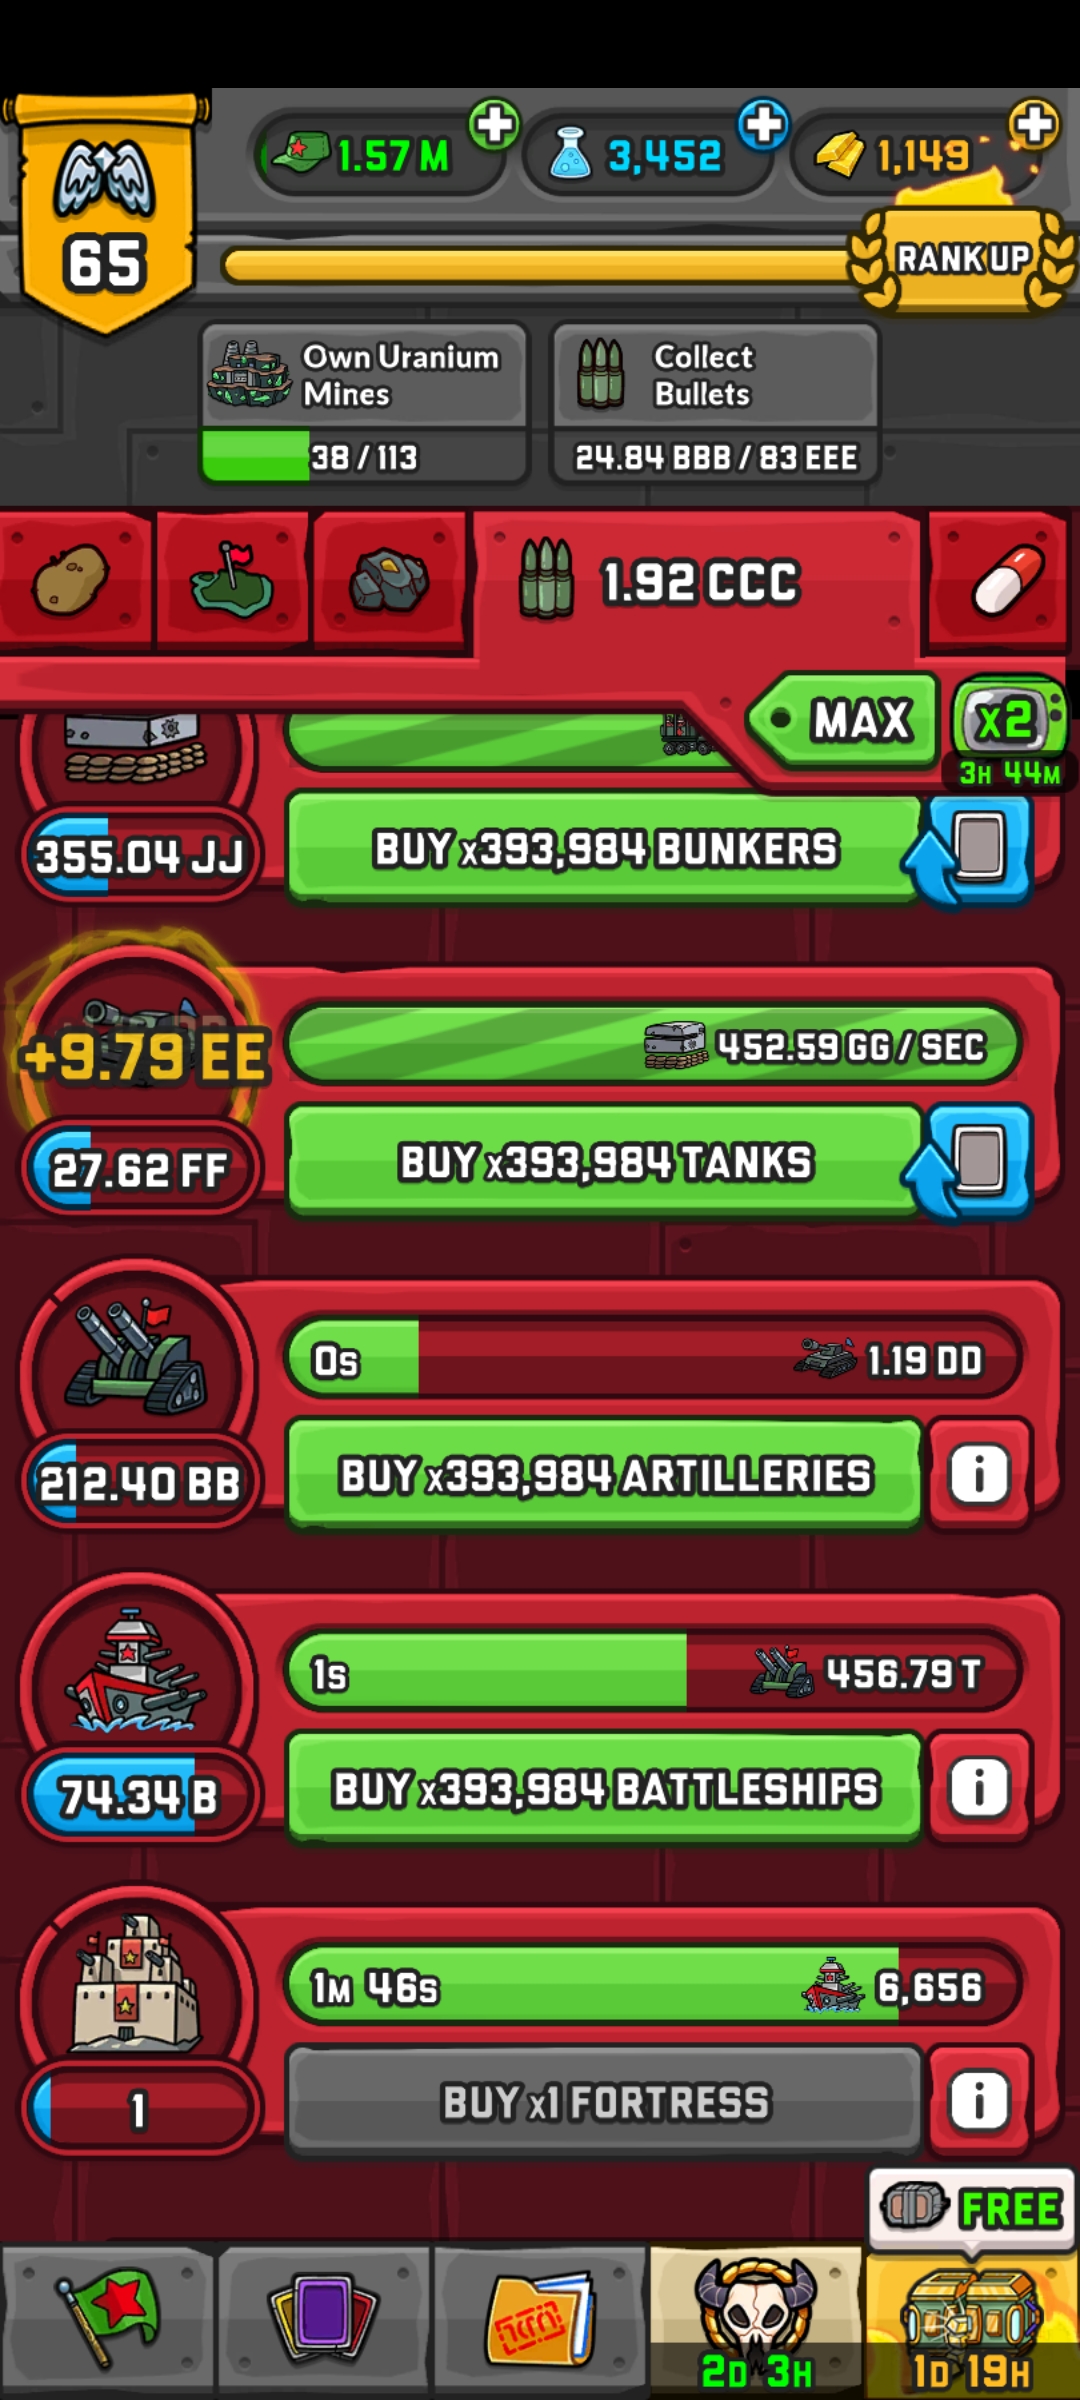 1.57 M
3,452
1,149
65
RANK UP
Own Uranium
Mines
38 / 113
Collect
Bullets
24.84 BBB / 83 EEE
1.92 CCC
MAX
x2
3H 44M
355.04 JJ
BUY x393,984 BUNKERS
+9.79 EE
452.59 GG / SEC
27.62 FF
BUY x393,984 TANKS
0s
1.19 DD
212.40 BB
BUY x393,984 ARTILLERIES
i
1s
456.79 T
74.34 B
BUY x393,984 BATTLESHIPS
i
1M 46s
6,656
1
BUY x1 FORTRESS
i
FREE
2D 3H
1D 19H